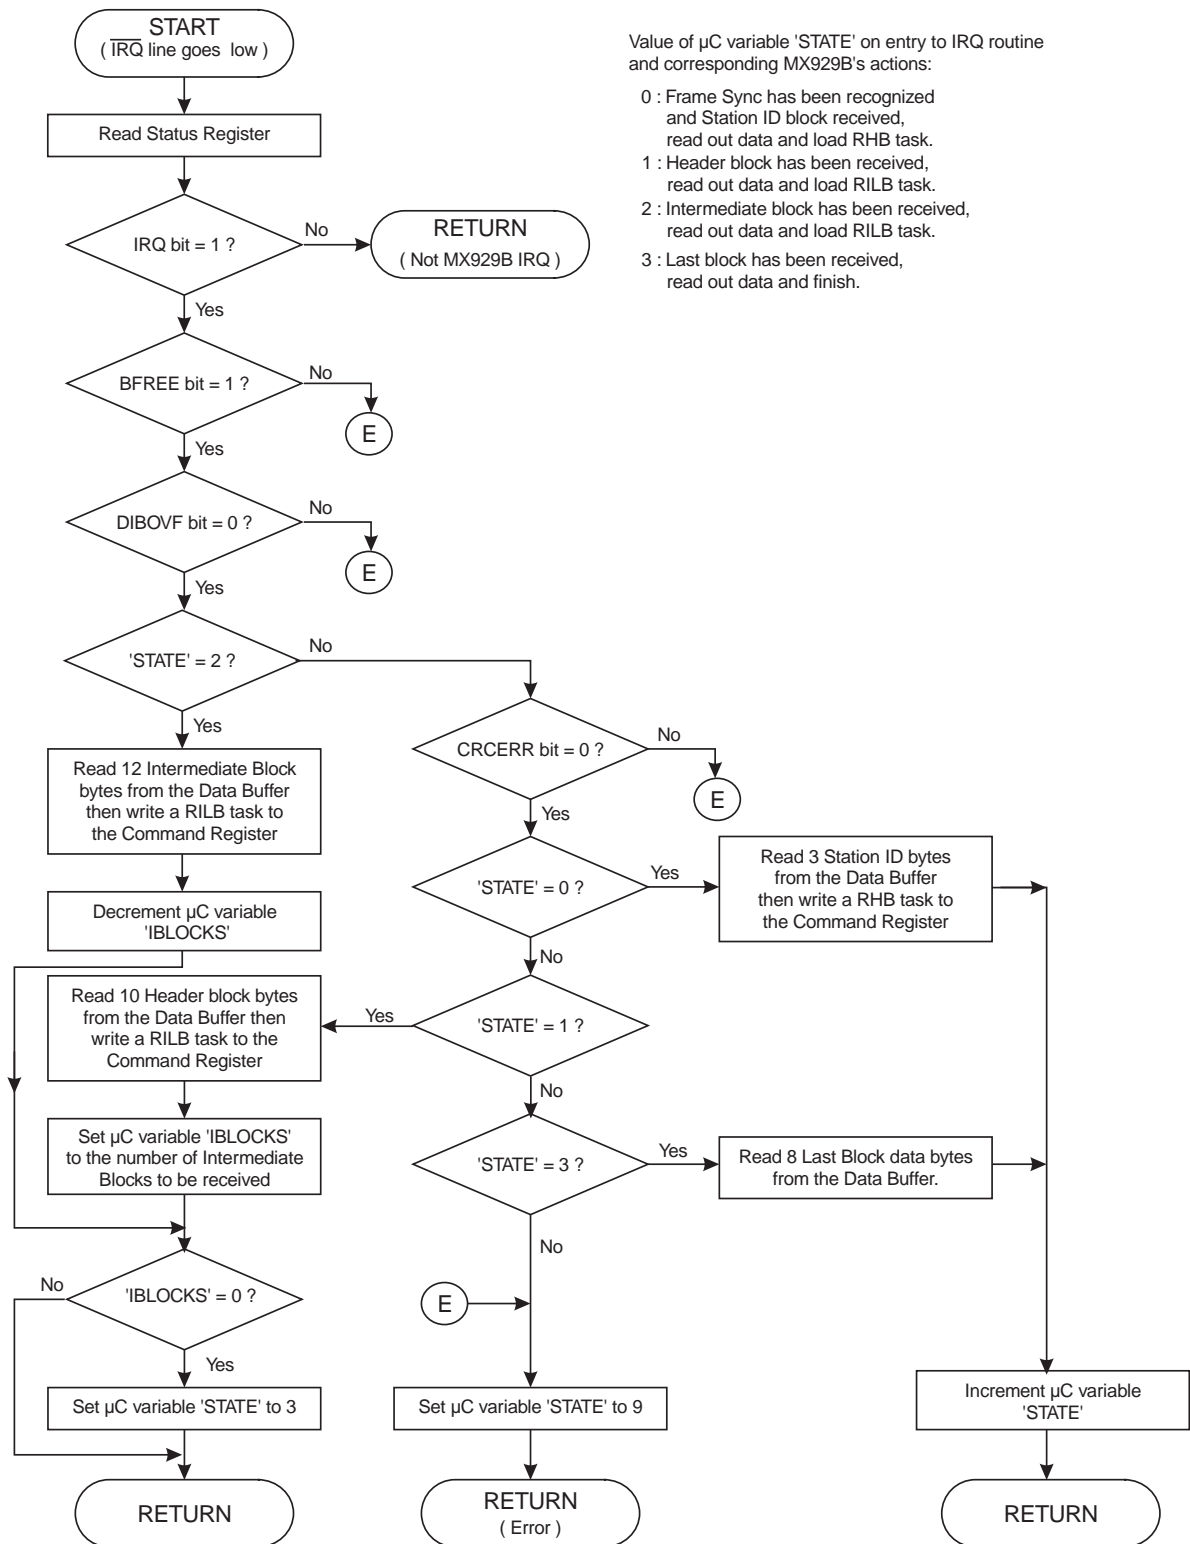 START
( IRQ line goes low )
Value of µC variable 'STATE' on entry to IRQ routine
and corresponding MX929B's actions:
0 : Frame Sync has been recognized
and Station ID block received,
read out data and load RHB task.
1 : Header block has been received,
read out data and load RILB task.
2 : Intermediate block has been received,
read out data and load RILB task.
3 : Last block has been received,
read out data and finish.
Read Status Register
IRQ bit = 1 ?
No
RETURN
( Not MX929B IRQ )
Yes
BFREE bit = 1 ?
No
E
Yes
DIBOVF bit = 0 ?
No
E
Yes
'STATE' = 2 ?
No
Yes
CRCERR bit = 0 ?
No
E
Yes
Read 12 Intermediate Block
bytes from the Data Buffer
then write a RILB task to
the Command Register
'STATE' = 0 ?
Yes
Read 3 Station ID bytes
from the Data Buffer
then write a RHB task to
the Command Register
No
Decrement µC variable
'IBLOCKS'
Read 10 Header block bytes
from the Data Buffer then
write a RILB task to the
Command Register
Yes
'STATE' = 1 ?
No
Set µC variable 'IBLOCKS'
to the number of Intermediate
Blocks to be received
'STATE' = 3 ?
Yes
Read 8 Last Block data bytes
from the Data Buffer.
No
'IBLOCKS' = 0 ?
No
Yes
E
Set µC variable 'STATE' to 3
Set µC variable 'STATE' to 9
Increment µC variable
'STATE'
RETURN
RETURN
( Error )
RETURN